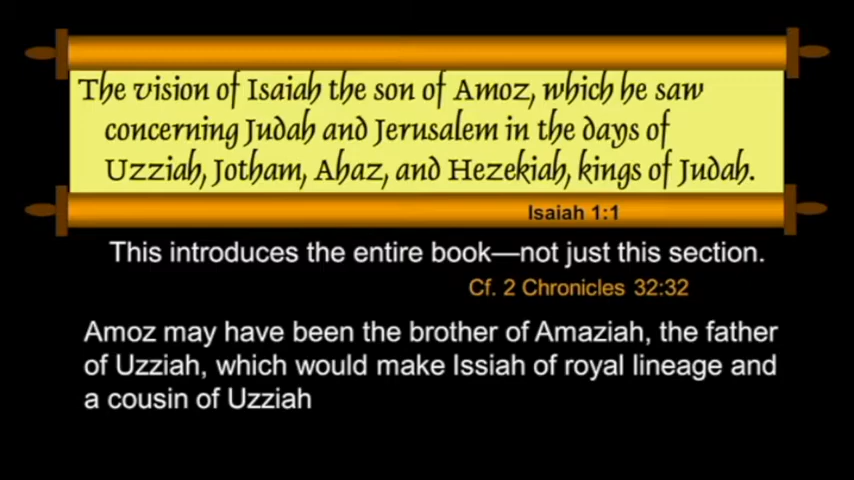 The vision of Isaiah the son of Amoz, which he saw
concerning Judah and Jerusalem in the days of
Uzziah, Jotham, Ahaz, and Hezekiah, kings of Judah.
Isaiah 1:1
This introduces the entire book—not just this section.
Cf. 2 Chronicles 32:32
Amoz may have been the brother of Amaziah, the father
of Uzziah, which would make Issiah of royal lineage and
a cousin of Uzziah